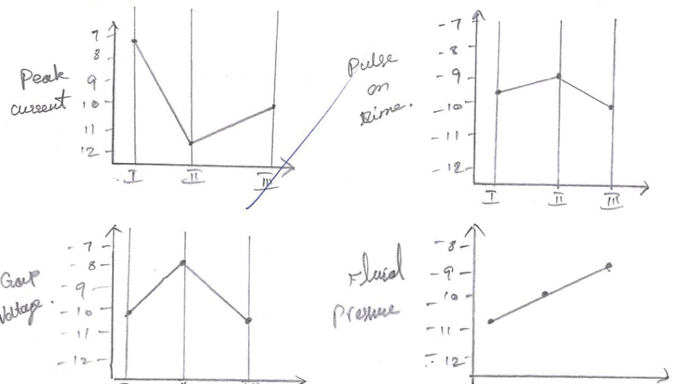 Peak
current
7
8
9
10
11
12
I II III
Pulse
on
time.
-7
-8
-9
-10
-11
-12
I II III
Gap
Voltage.
-7
-8
-9
-10
-11
-12
Fluid
Pressure
-8
-9
-10
-11
-12